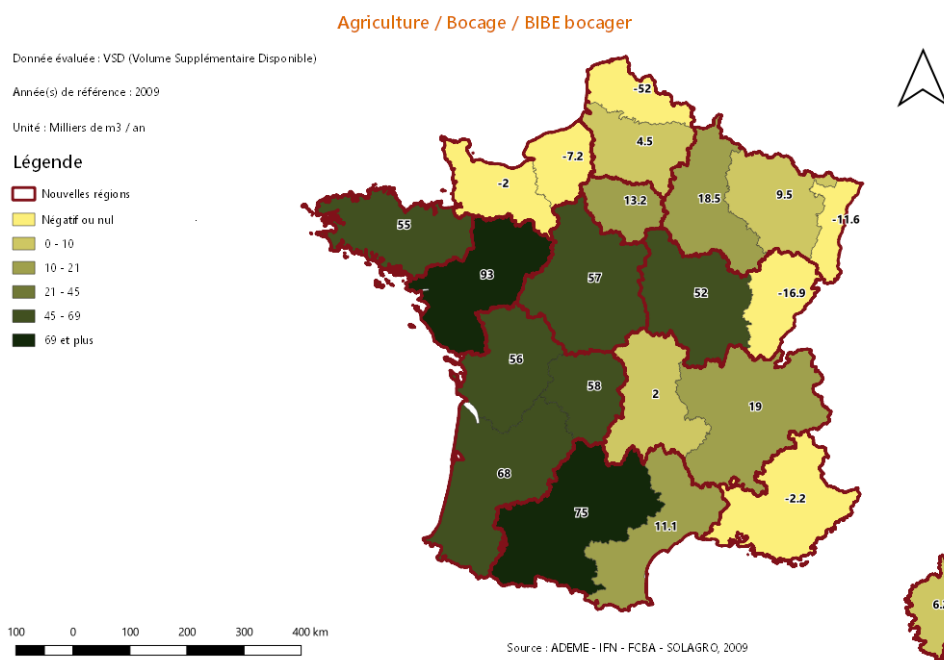 Agriculture / Bocage / BIBE bocager
Donnée évaluée : VSD (Volume Supplémentaire Disponible)
Année(s) de référence : 2009
Unité : Milliers de m3 / an
Légende
Nouvelles régions
Négatif ou nul
0 - 10
10 - 21
21 - 45
45 - 69
69 et plus
-52
4.5
-7.2
-2
13.2
18.5
9.5
-11.6
55
93
57
52
-16.9
56
58
2
19
68
75
11.1
-2.2
100 0 100 200 300 400 km
Source : ADEME - IFN - FCBA - SOLAGRO, 2009